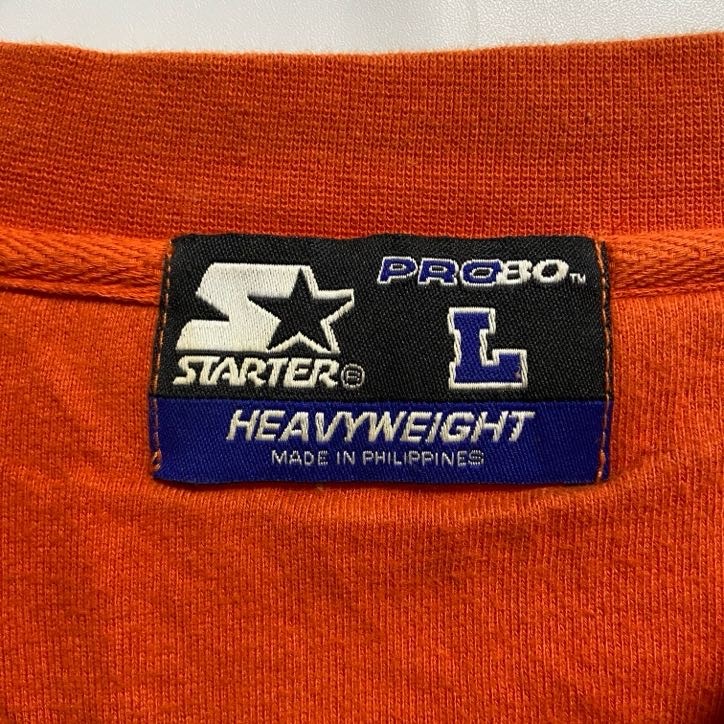 PRO80™
L
STARTER®
HEAVYWEIGHT
MADE IN PHILIPPINES